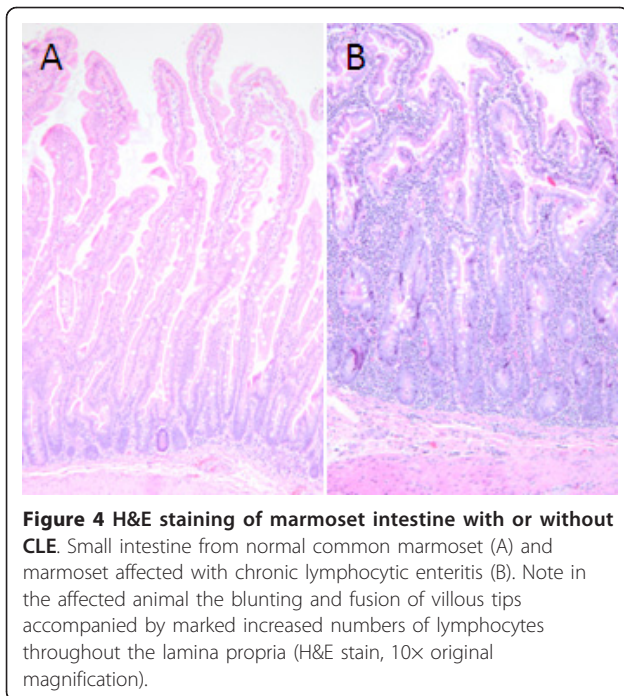 A
B
Figure 4 H&E staining of marmoset intestine with or without
CLE. Small intestine from normal common marmoset (A) and
marmoset affected with chronic lymphocytic enteritis (B). Note in
the affected animal the blunting and fusion of villous tips
accompanied by marked increased numbers of lymphocytes
throughout the lamina propria (H&E stain, 10× original
magnification).